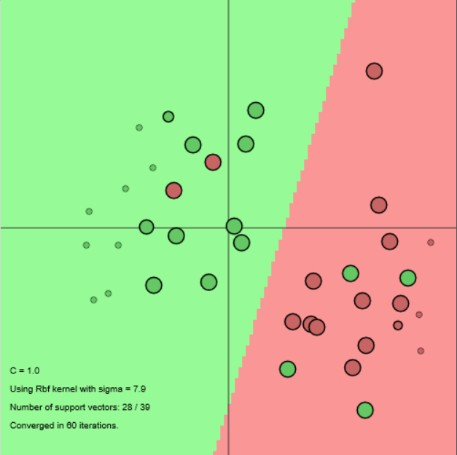 C = 1.0
Using Rbf kernel with sigma = 7.9
Number of support vectors: 28 / 39
Converged in 60 iterations.